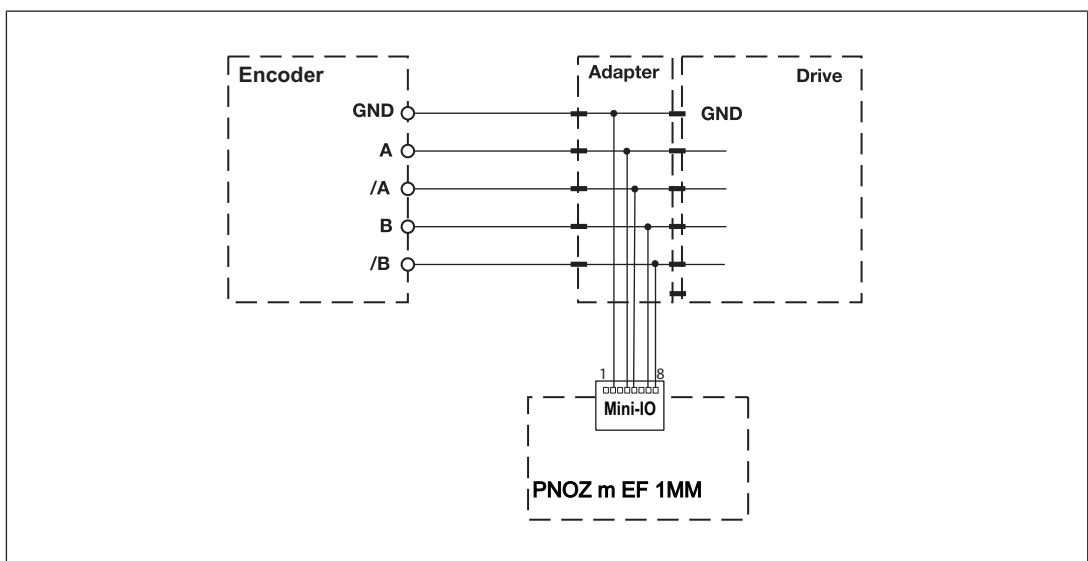 Encoder
Adapter
Drive
GND
GND
A
/A
B
/B
1
8
Mini-IO
PNOZ m EF 1MM